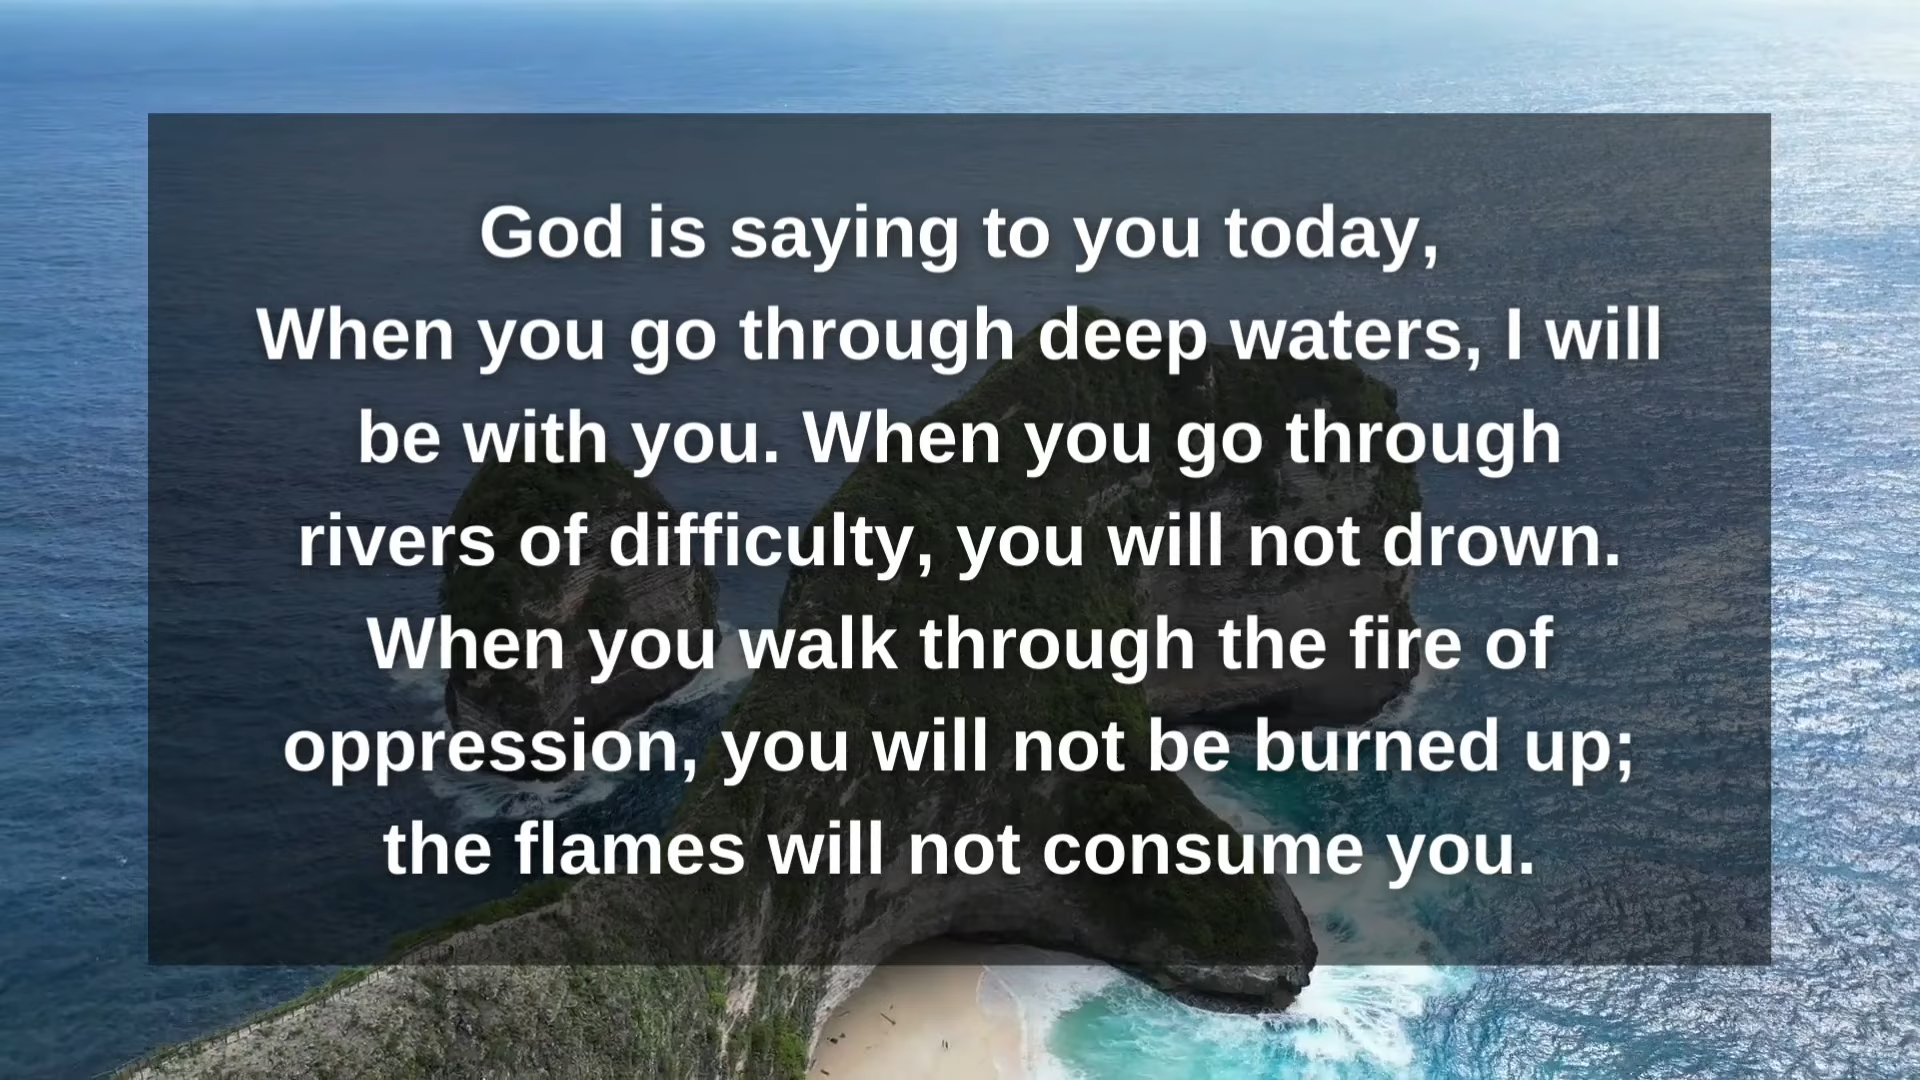 God is saying to you today,
When you go through deep waters, I will
be with you. When you go through
rivers of difficulty, you will not drown.
When you walk through the fire of
oppression, you will not be burned up;
the flames will not consume you.